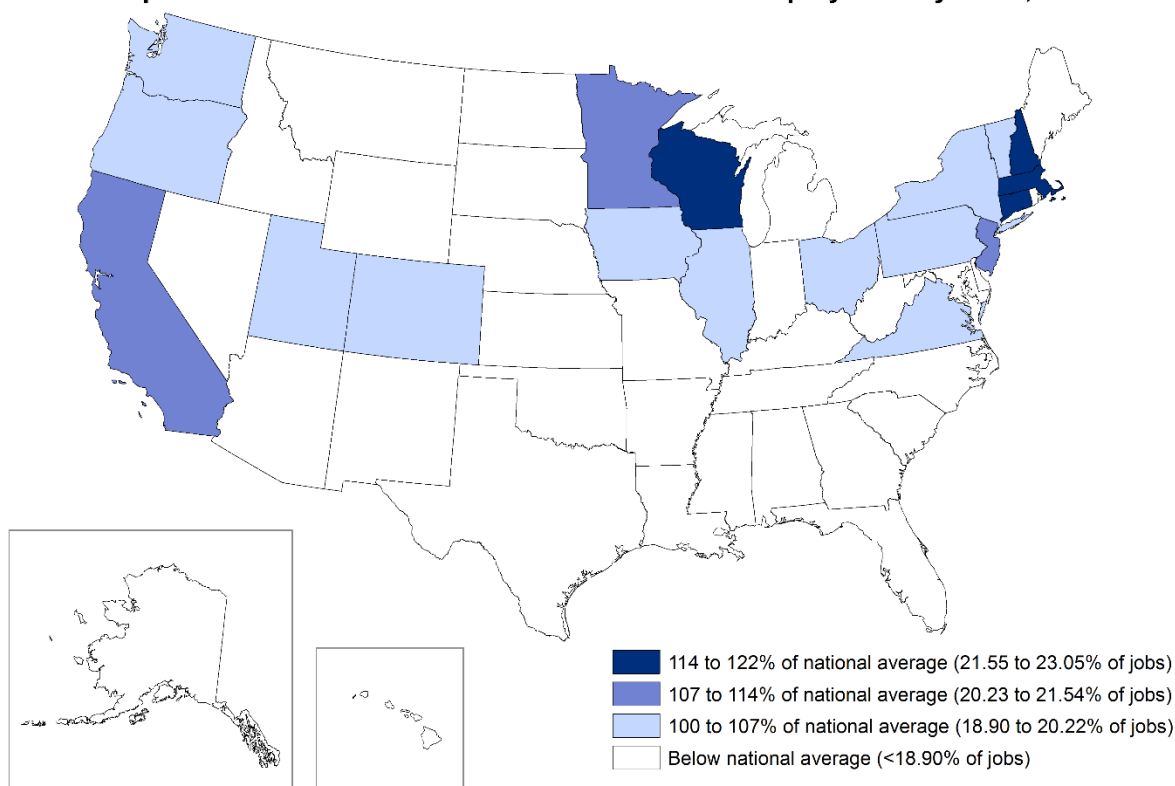 114 to 122% of national average (21.55 to 23.05% of jobs)
107 to 114% of national average (20.23 to 21.54% of jobs)
100 to 107% of national average (18.90 to 20.22% of jobs)
Below national average (<18.90% of jobs)